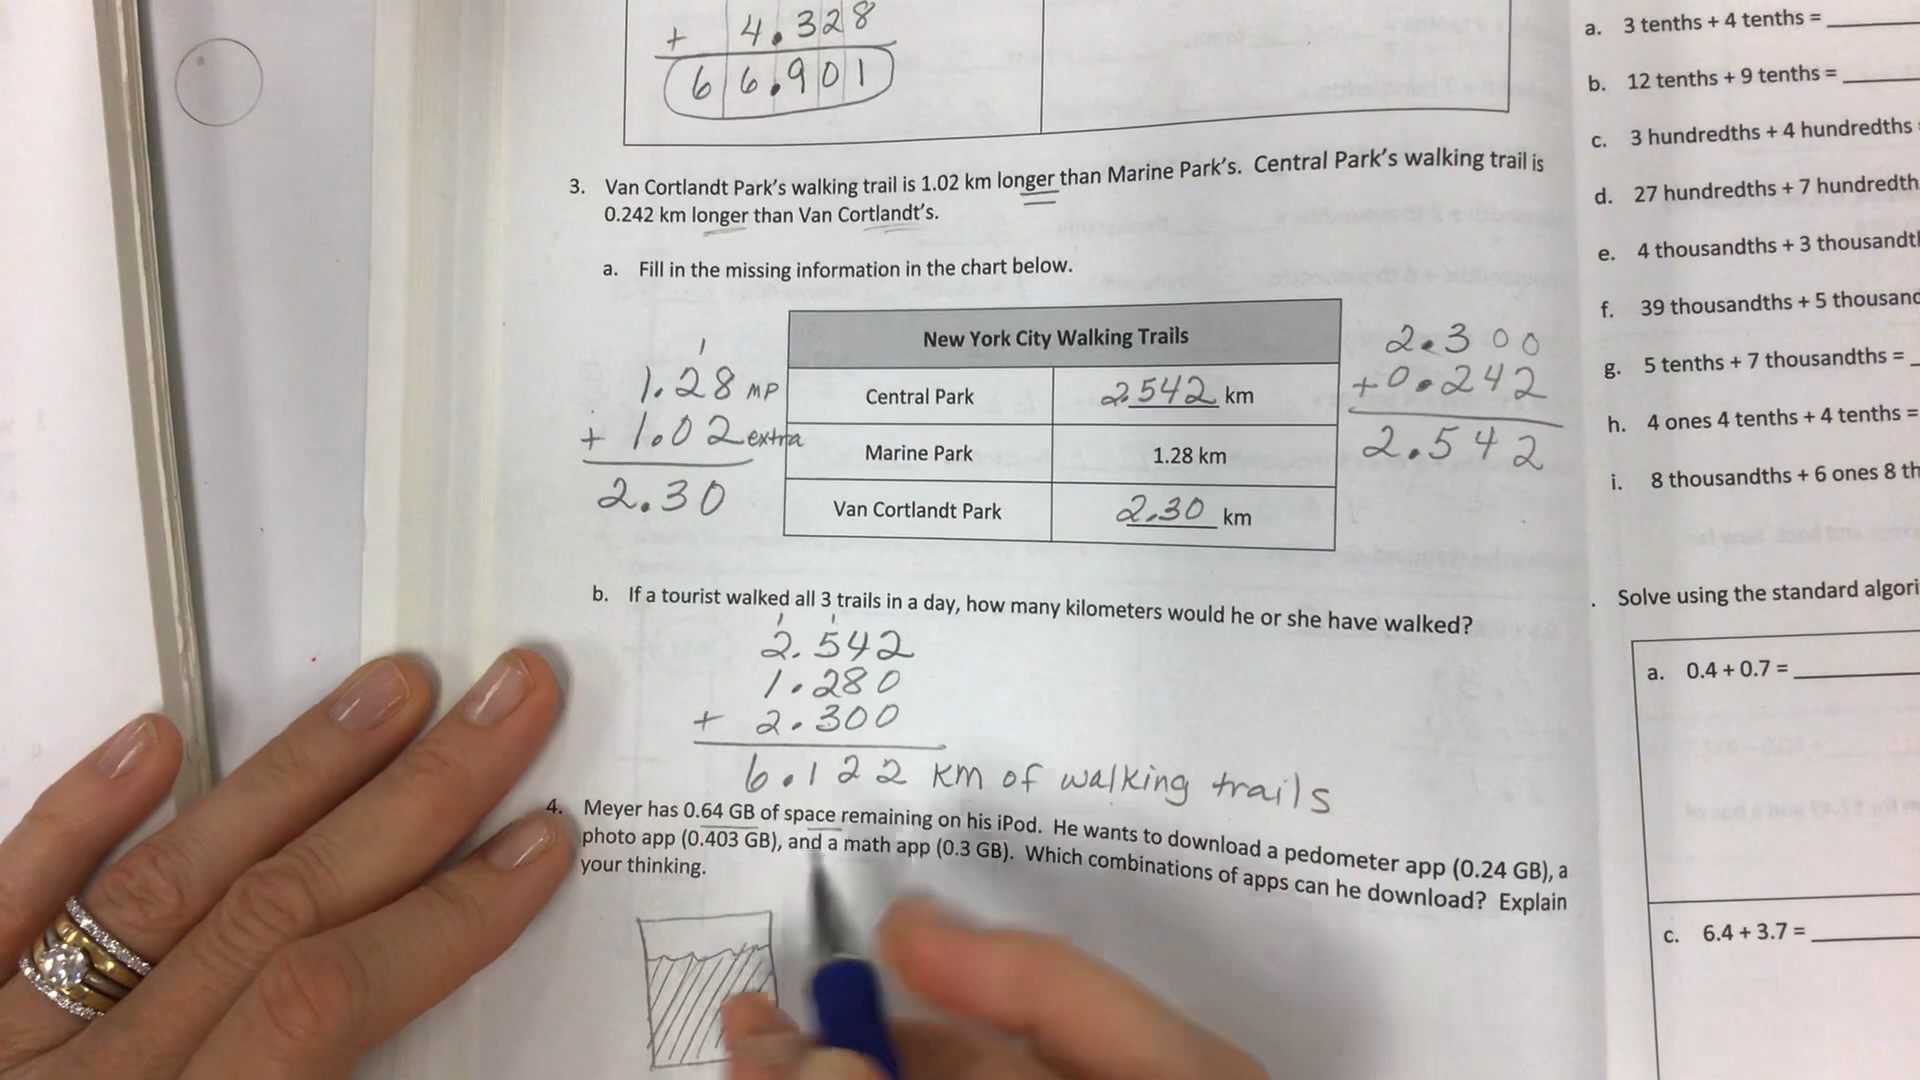 + 4.328
66.901
3. Van Cortlandt Park's walking trail is 1.02 km longer than Marine Park's. Central Park's walking trail is
0.242 km longer than Van Cortlandt's.
a. Fill in the missing information in the chart below.
1
1.28 MP
+ 1.02 extra
2.30
New York City Walking Trails
Central Park 2.542 km
Marine Park 1.28 km
Van Cortlandt Park 2.30 km
2.300
+0.242
2.542
b. If a tourist walked all 3 trails in a day, how many kilometers would he or she have walked?
1 1
2.542
1.280
+ 2.300
6.122 km of walking trails
4. Meyer has 0.64 GB of space remaining on his iPod. He wants to download a pedometer app (0.24 GB), a
photo app (0.403 GB), and a math app (0.3 GB). Which combinations of apps can he download? Explain
your thinking.
a. 3 tenths + 4 tenths =
b. 12 tenths + 9 tenths =
c. 3 hundredths + 4 hundredths
d. 27 hundredths + 7 hundredth
e. 4 thousandths + 3 thousandt
f. 39 thousandths + 5 thousand
g. 5 tenths + 7 thousandths =
h. 4 ones 4 tenths + 4 tenths =
i. 8 thousandths + 6 ones 8 th
. Solve using the standard algori
a. 0.4 + 0.7 =
c. 6.4 + 3.7 =